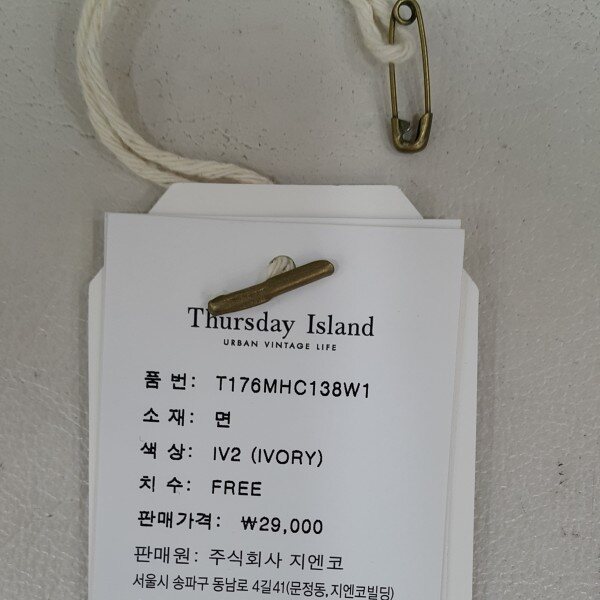 Thursday Island
URBAN VINTAGE LIFE
품 번: T176MHC138W1
소 재: 면
색 상: IV2 (IVORY)
치 수: FREE
판매가격: ₩29,000
판매원: 주식회사 지엔코
서울시 송파구 동남로 4길41(문정동,지엔코빌딩)